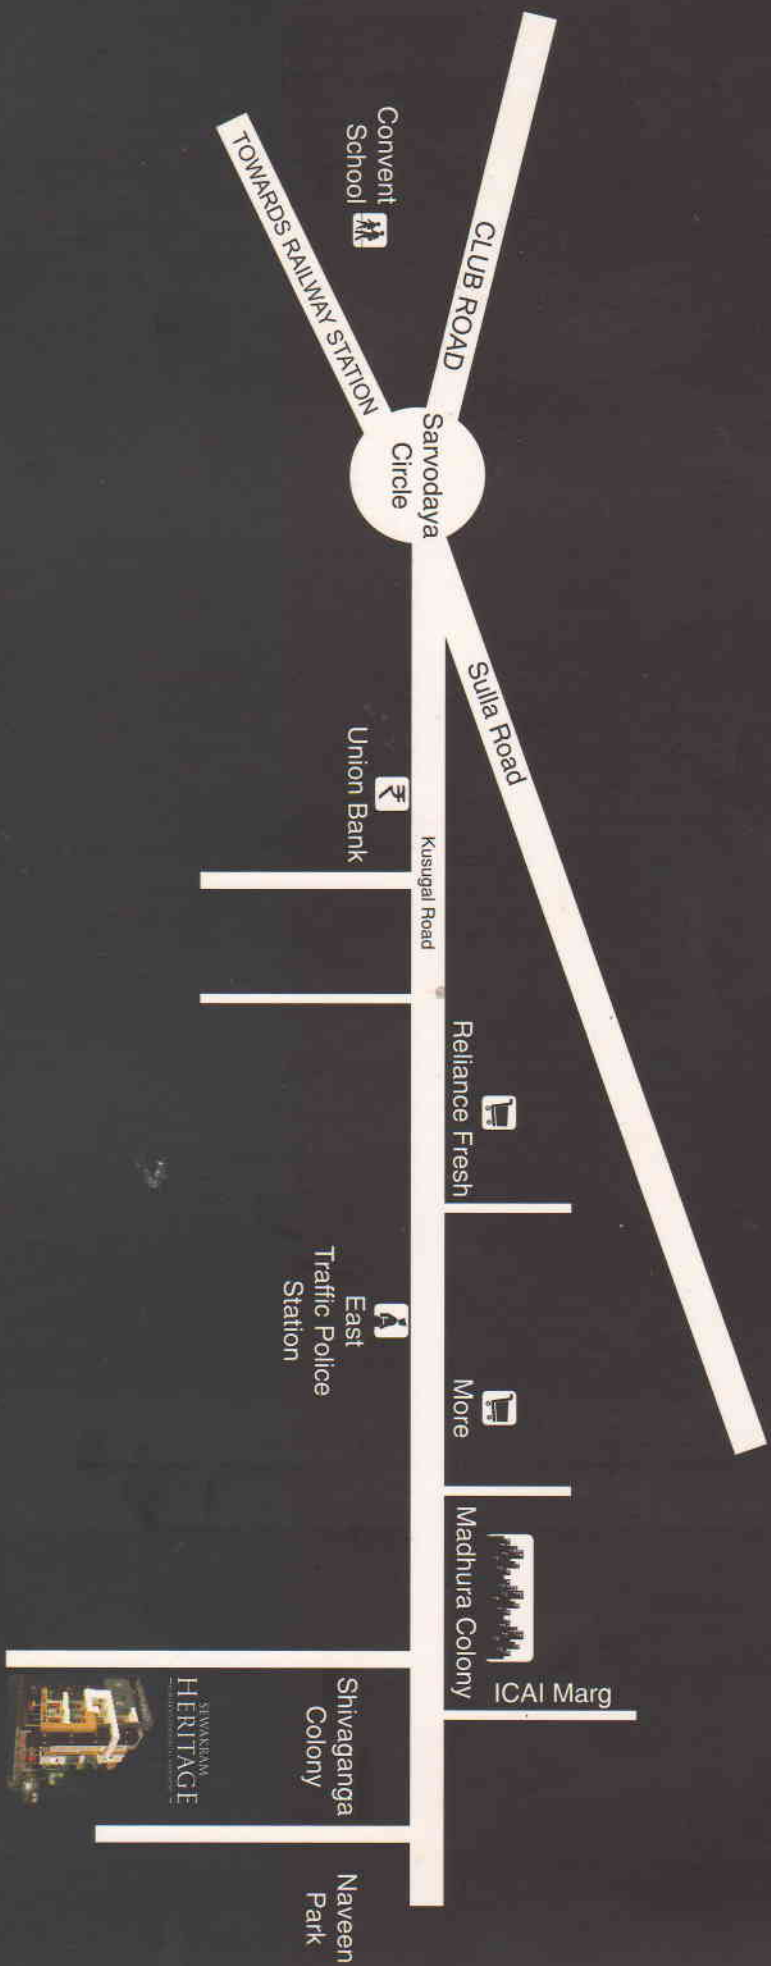 CLUB ROAD
Convent
School
TOWARDS RAILWAY STATION
Sarvodaya
Circle
Sulla Road
Union Bank
Kusugal Road
Reliance Fresh
East
Traffic Police
Station
More
Madhura Colony
ICAI Marg
Shivaganga
Colony
SEWAKRAM
HERITAGE
Naveen
Park